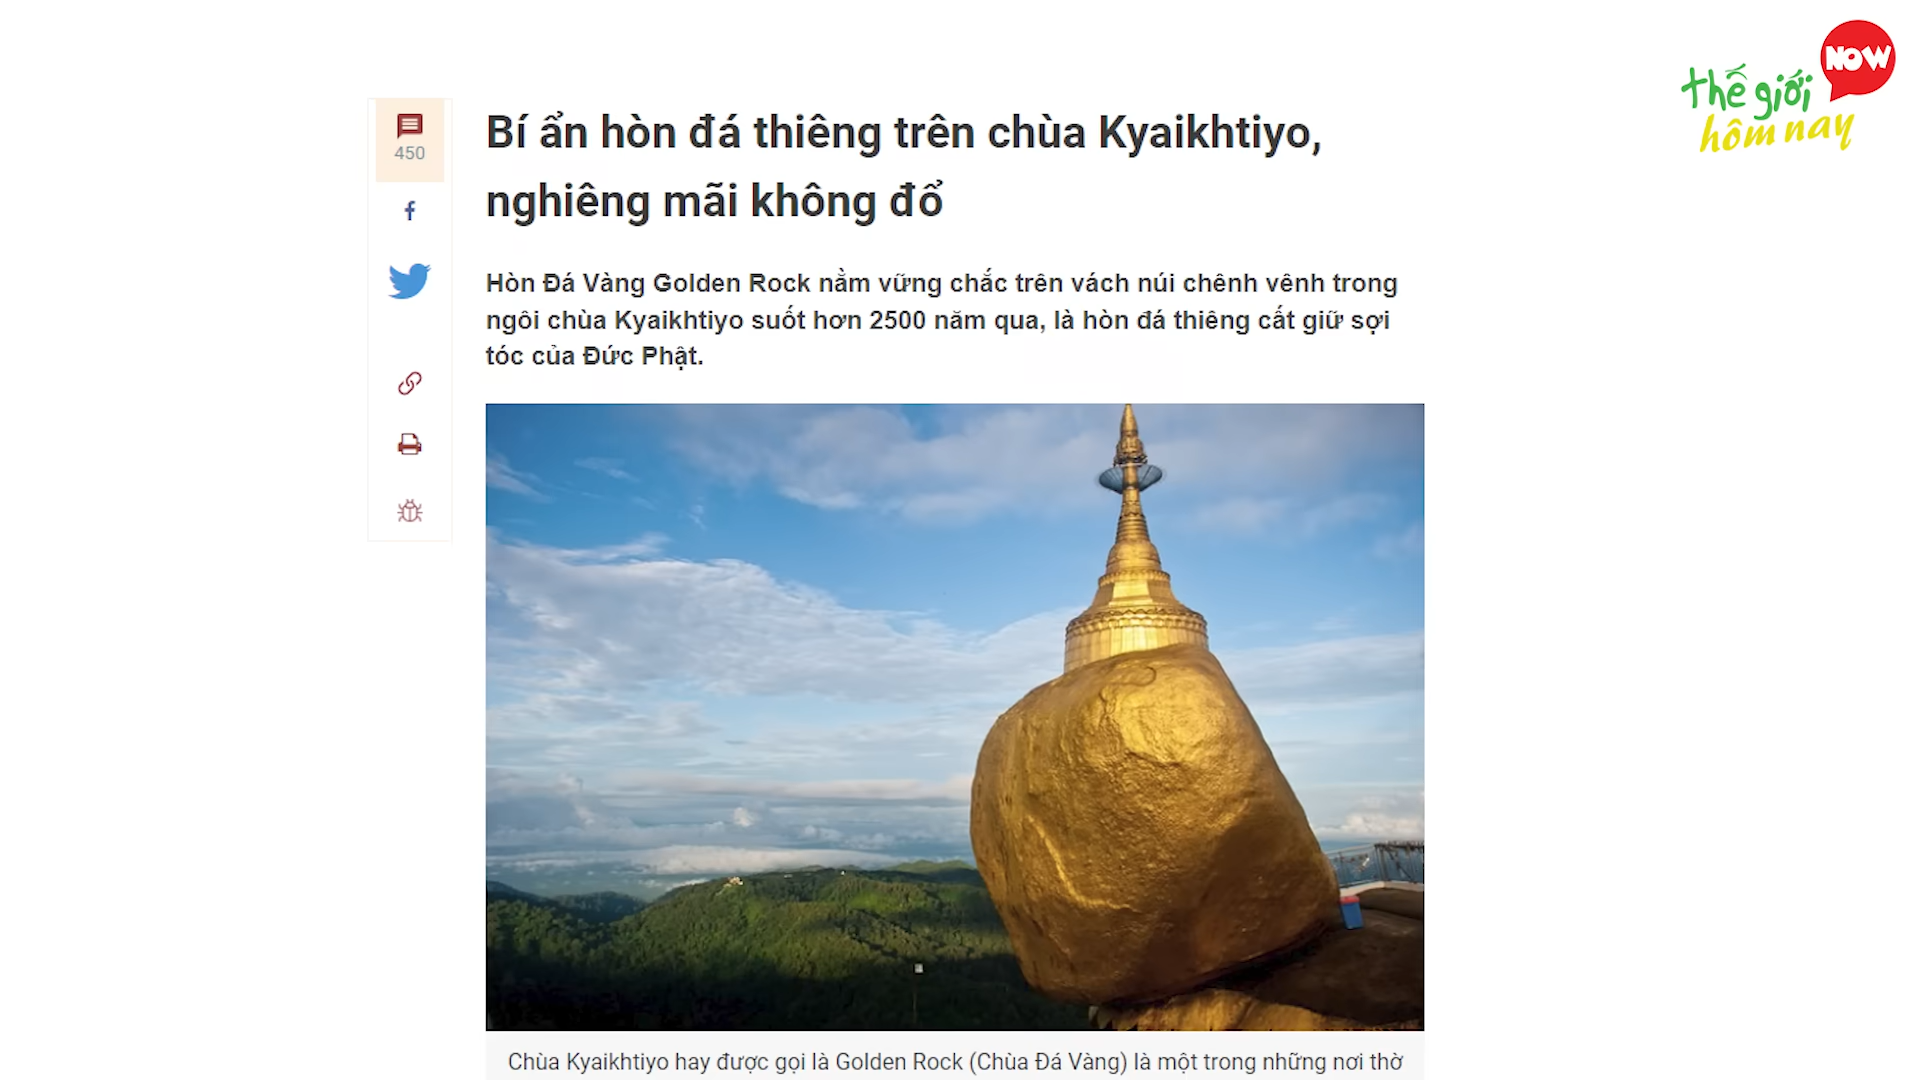 thế giới
NOW
hôm nay
450
Bí ẩn hòn đá thiêng trên chùa Kyaikhtiyo,
nghiêng mãi không đổ
Hòn Đá Vàng Golden Rock nằm vững chắc trên vách núi chênh vênh trong
ngôi chùa Kyaikhtiyo suốt hơn 2500 năm qua, là hòn đá thiêng cất giữ sợi
tóc của Đức Phật.
Chùa Kyaikhtiyo hay được gọi là Golden Rock (Chùa Đá Vàng) là một trong những nơi thờ